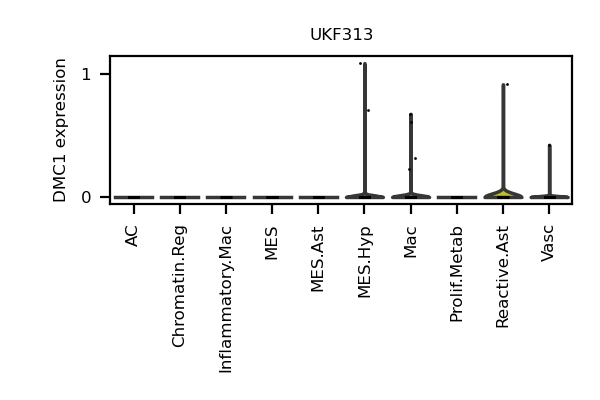 UKF313
DMC1 expression
1
0
AC
Chromatin.Reg
Inflammatory.Mac
MES
MES.Ast
MES.Hyp
Mac
Prolif.Metab
Reactive.Ast
Vasc